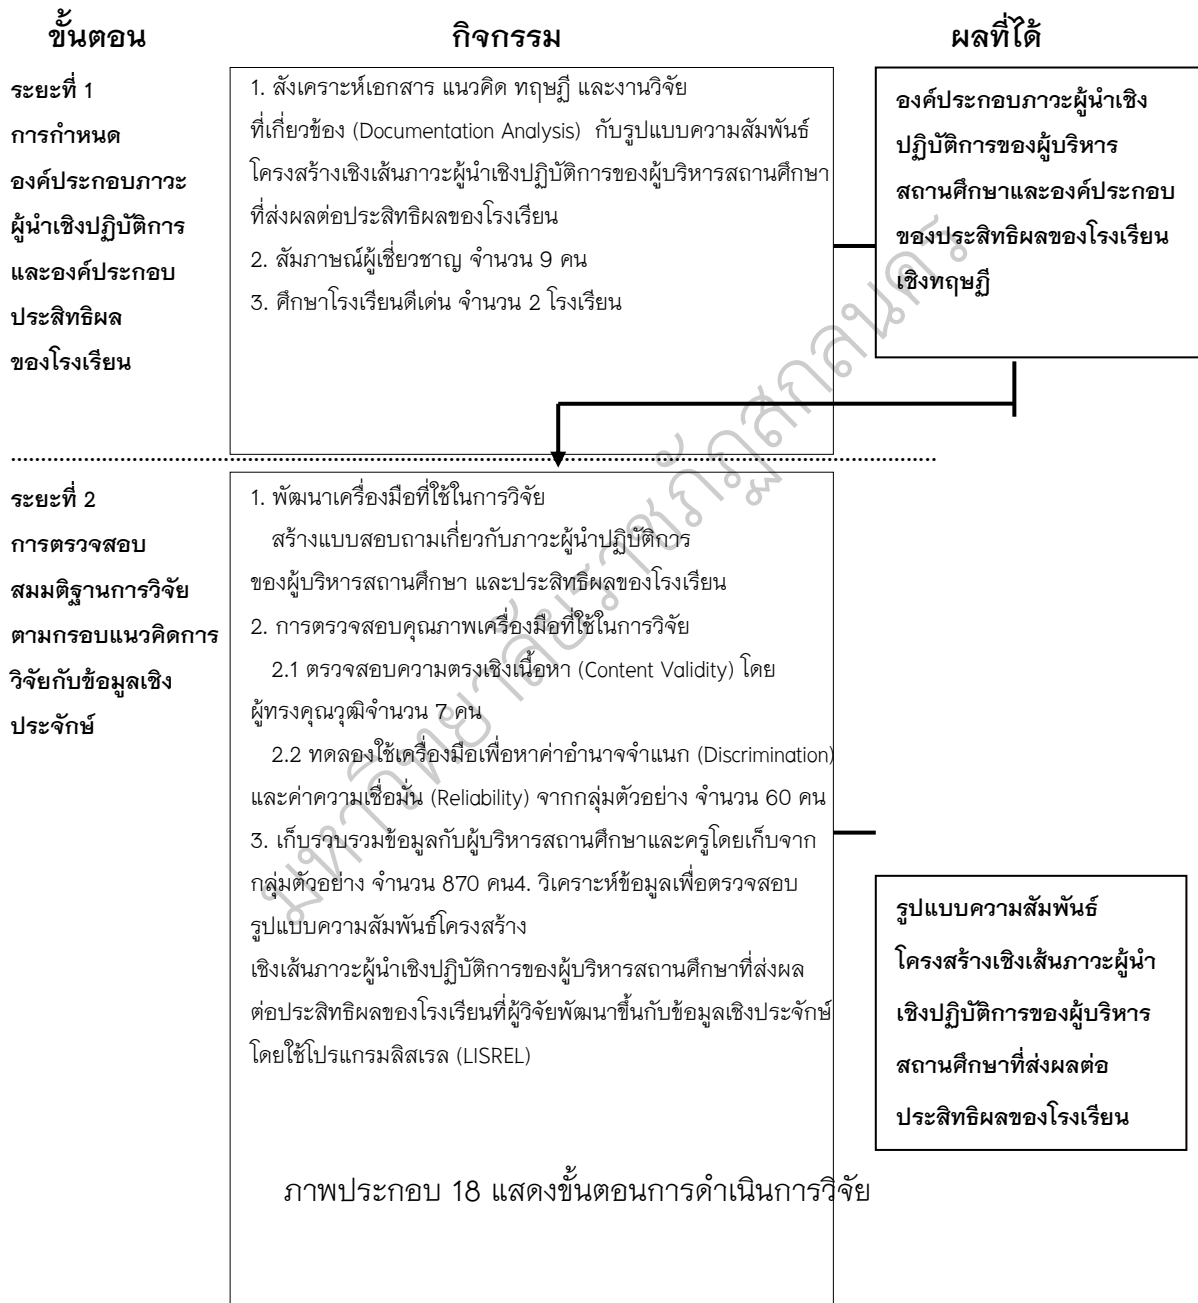 ขั้นตอน กิจกรรม ผลที่ได้
ระยะที่ 1
การกำหนด
องค์ประกอบภาวะ
ผู้นำเชิงปฏิบัติการ
และองค์ประกอบ
ประสิทธิผล
ของโรงเรียน
1. สังเคราะห์เอกสาร แนวคิด ทฤษฏี และงานวิจัย
ที่เกี่ยวข้อง (Documentation Analysis) กับรูปแบบความสัมพันธ์
โครงสร้างเชิงเส้นภาวะผู้นำเชิงปฏิบัติการของผู้บริหารสถานศึกษา
ที่ส่งผลต่อประสิทธิผลของโรงเรียน
2. สัมภาษณ์ผู้เชี่ยวชาญ จำนวน 9 คน
3. ศึกษาโรงเรียนดีเด่น จำนวน 2 โรงเรียน
องค์ประกอบภาวะผู้นำเชิง
ปฏิบัติการของผู้บริหาร
สถานศึกษาและองค์ประกอบ
ของประสิทธิผลของโรงเรียน
เชิงทฤษฏี
ระยะที่ 2
การตรวจสอบ
สมมติฐานการวิจัย
ตามกรอบแนวคิดการ
วิจัยกับข้อมูลเชิง
ประจักษ์
1. พัฒนาเครื่องมือที่ใช้ในการวิจัย
สร้างแบบสอบถามเกี่ยวกับภาวะผู้นำปฏิบัติการ
ของผู้บริหารสถานศึกษา และประสิทธิผลของโรงเรียน
2. การตรวจสอบคุณภาพเครื่องมือที่ใช้ในการวิจัย
2.1 ตรวจสอบความตรงเชิงเนื้อหา (Content Validity) โดย
ผู้ทรงคุณวุฒิจำนวน 7 คน
2.2 ทดลองใช้เครื่องมือเพื่อหาค่าอำนาจจำแนก (Discrimination)
และค่าความเชื่อมั่น (Reliability) จากกลุ่มตัวอย่าง จำนวน 60 คน
3. เก็บรวบรวมข้อมูลกับผู้บริหารสถานศึกษาและครูโดยเก็บจาก
กลุ่มตัวอย่าง จำนวน 870 คน4. วิเคราะห์ข้อมูลเพื่อตรวจสอบ
รูปแบบความสัมพันธ์โครงสร้าง
เชิงเส้นภาวะผู้นำเชิงปฏิบัติการของผู้บริหารสถานศึกษาที่ส่งผล
ต่อประสิทธิผลของโรงเรียนที่ผู้วิจัยพัฒนาขึ้นกับข้อมูลเชิงประจักษ์
โดยใช้โปรแกรมลิสเรล (LISREL)
รูปแบบความสัมพันธ์
โครงสร้างเชิงเส้นภาวะผู้นำ
เชิงปฏิบัติการของผู้บริหาร
สถานศึกษาที่ส่งผลต่อ
ประสิทธิผลของโรงเรียน
ภาพประกอบ 18 แสดงขั้นตอนการดำเนินการวิจัย
มหาวิทยาลัยราชภัฏสกลนคร